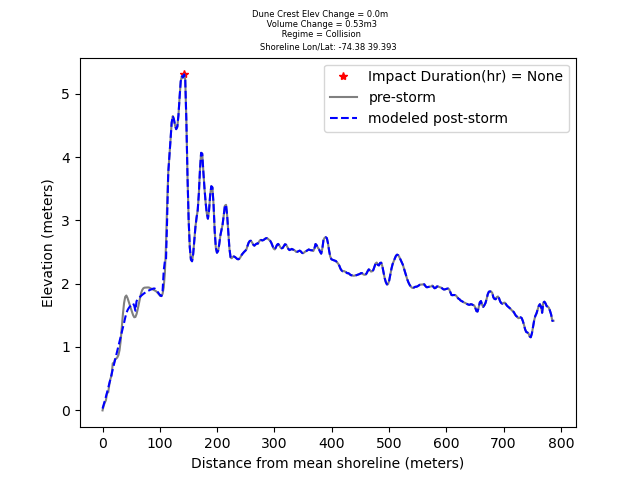 Dune Crest Elev Change = 0.0m
Volume Change = 0.53m3
Regime = Collision
Shoreline Lon/Lat: -74.38 39.393
Impact Duration(hr) = None
pre-storm
modeled post-storm
Elevation (meters)
5
4
3
2
1
0
0 100 200 300 400 500 600 700 800
Distance from mean shoreline (meters)